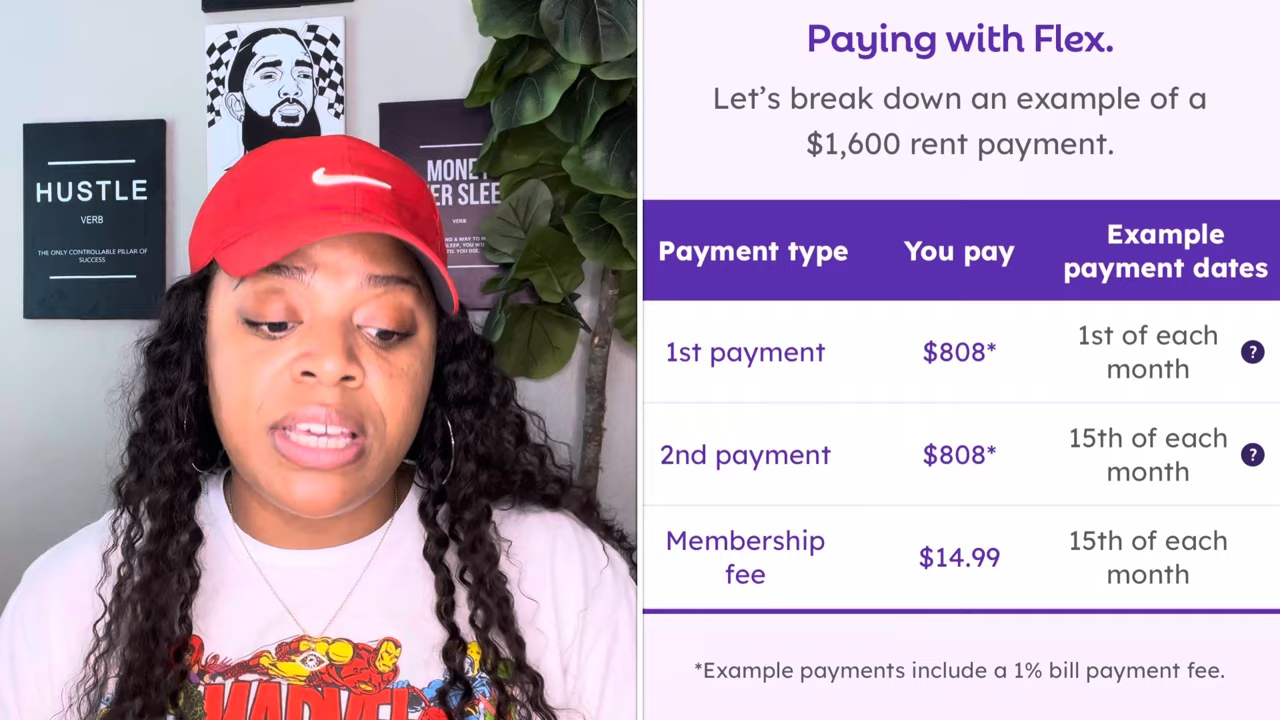 HUSTLE
VERB
THE ONLY CONTROLLABLE PILLAR OF
SUCCESS
VERB
MARVEL
Paying with Flex.
Let’s break down an example of a
$1,600 rent payment.
Payment type You pay Example payment dates
1st payment $808* 1st of each month ?
2nd payment $808* 15th of each month ?
Membership fee $14.99 15th of each month
*Example payments include a 1% bill payment fee.